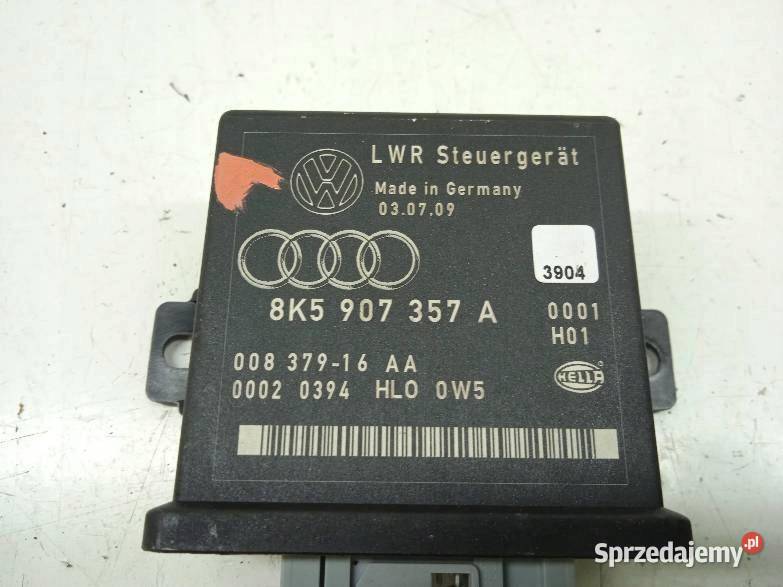 LWR Steuergerät
Made in Germany
03.07.09
3904
8K5 907 357 A
0001
H01
008 379-16 AA
0002 0394 HL0 0W5
HELLA
Sprzedajemy.pl